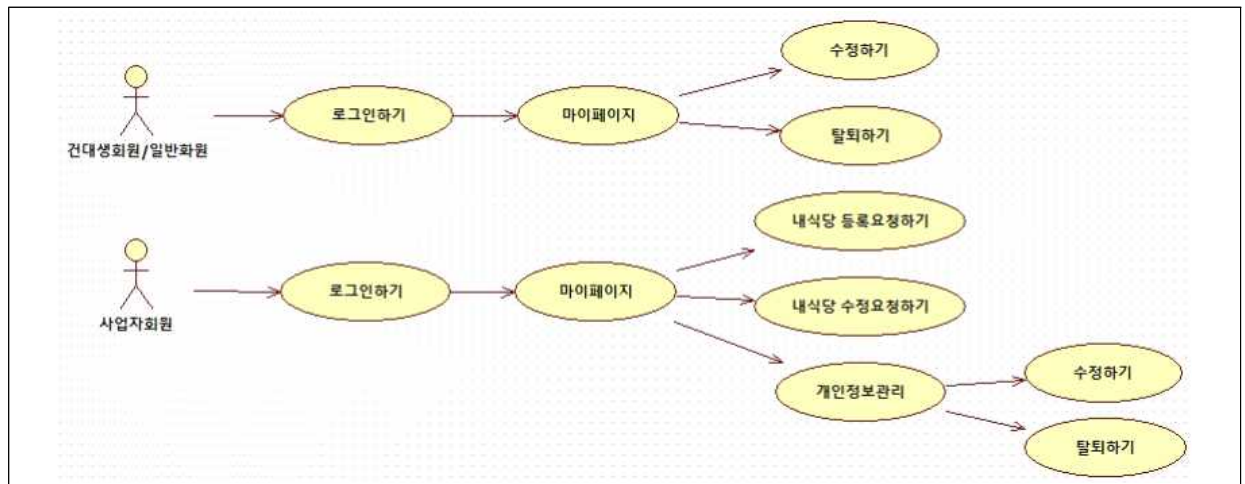 수정하기
로그인하기
마이페이지
탈퇴하기
건대생회원/일반화원
내식당 등록요청하기
로그인하기
마이페이지
내식당 수정요청하기
사업자회원
수정하기
개인정보관리
탈퇴하기